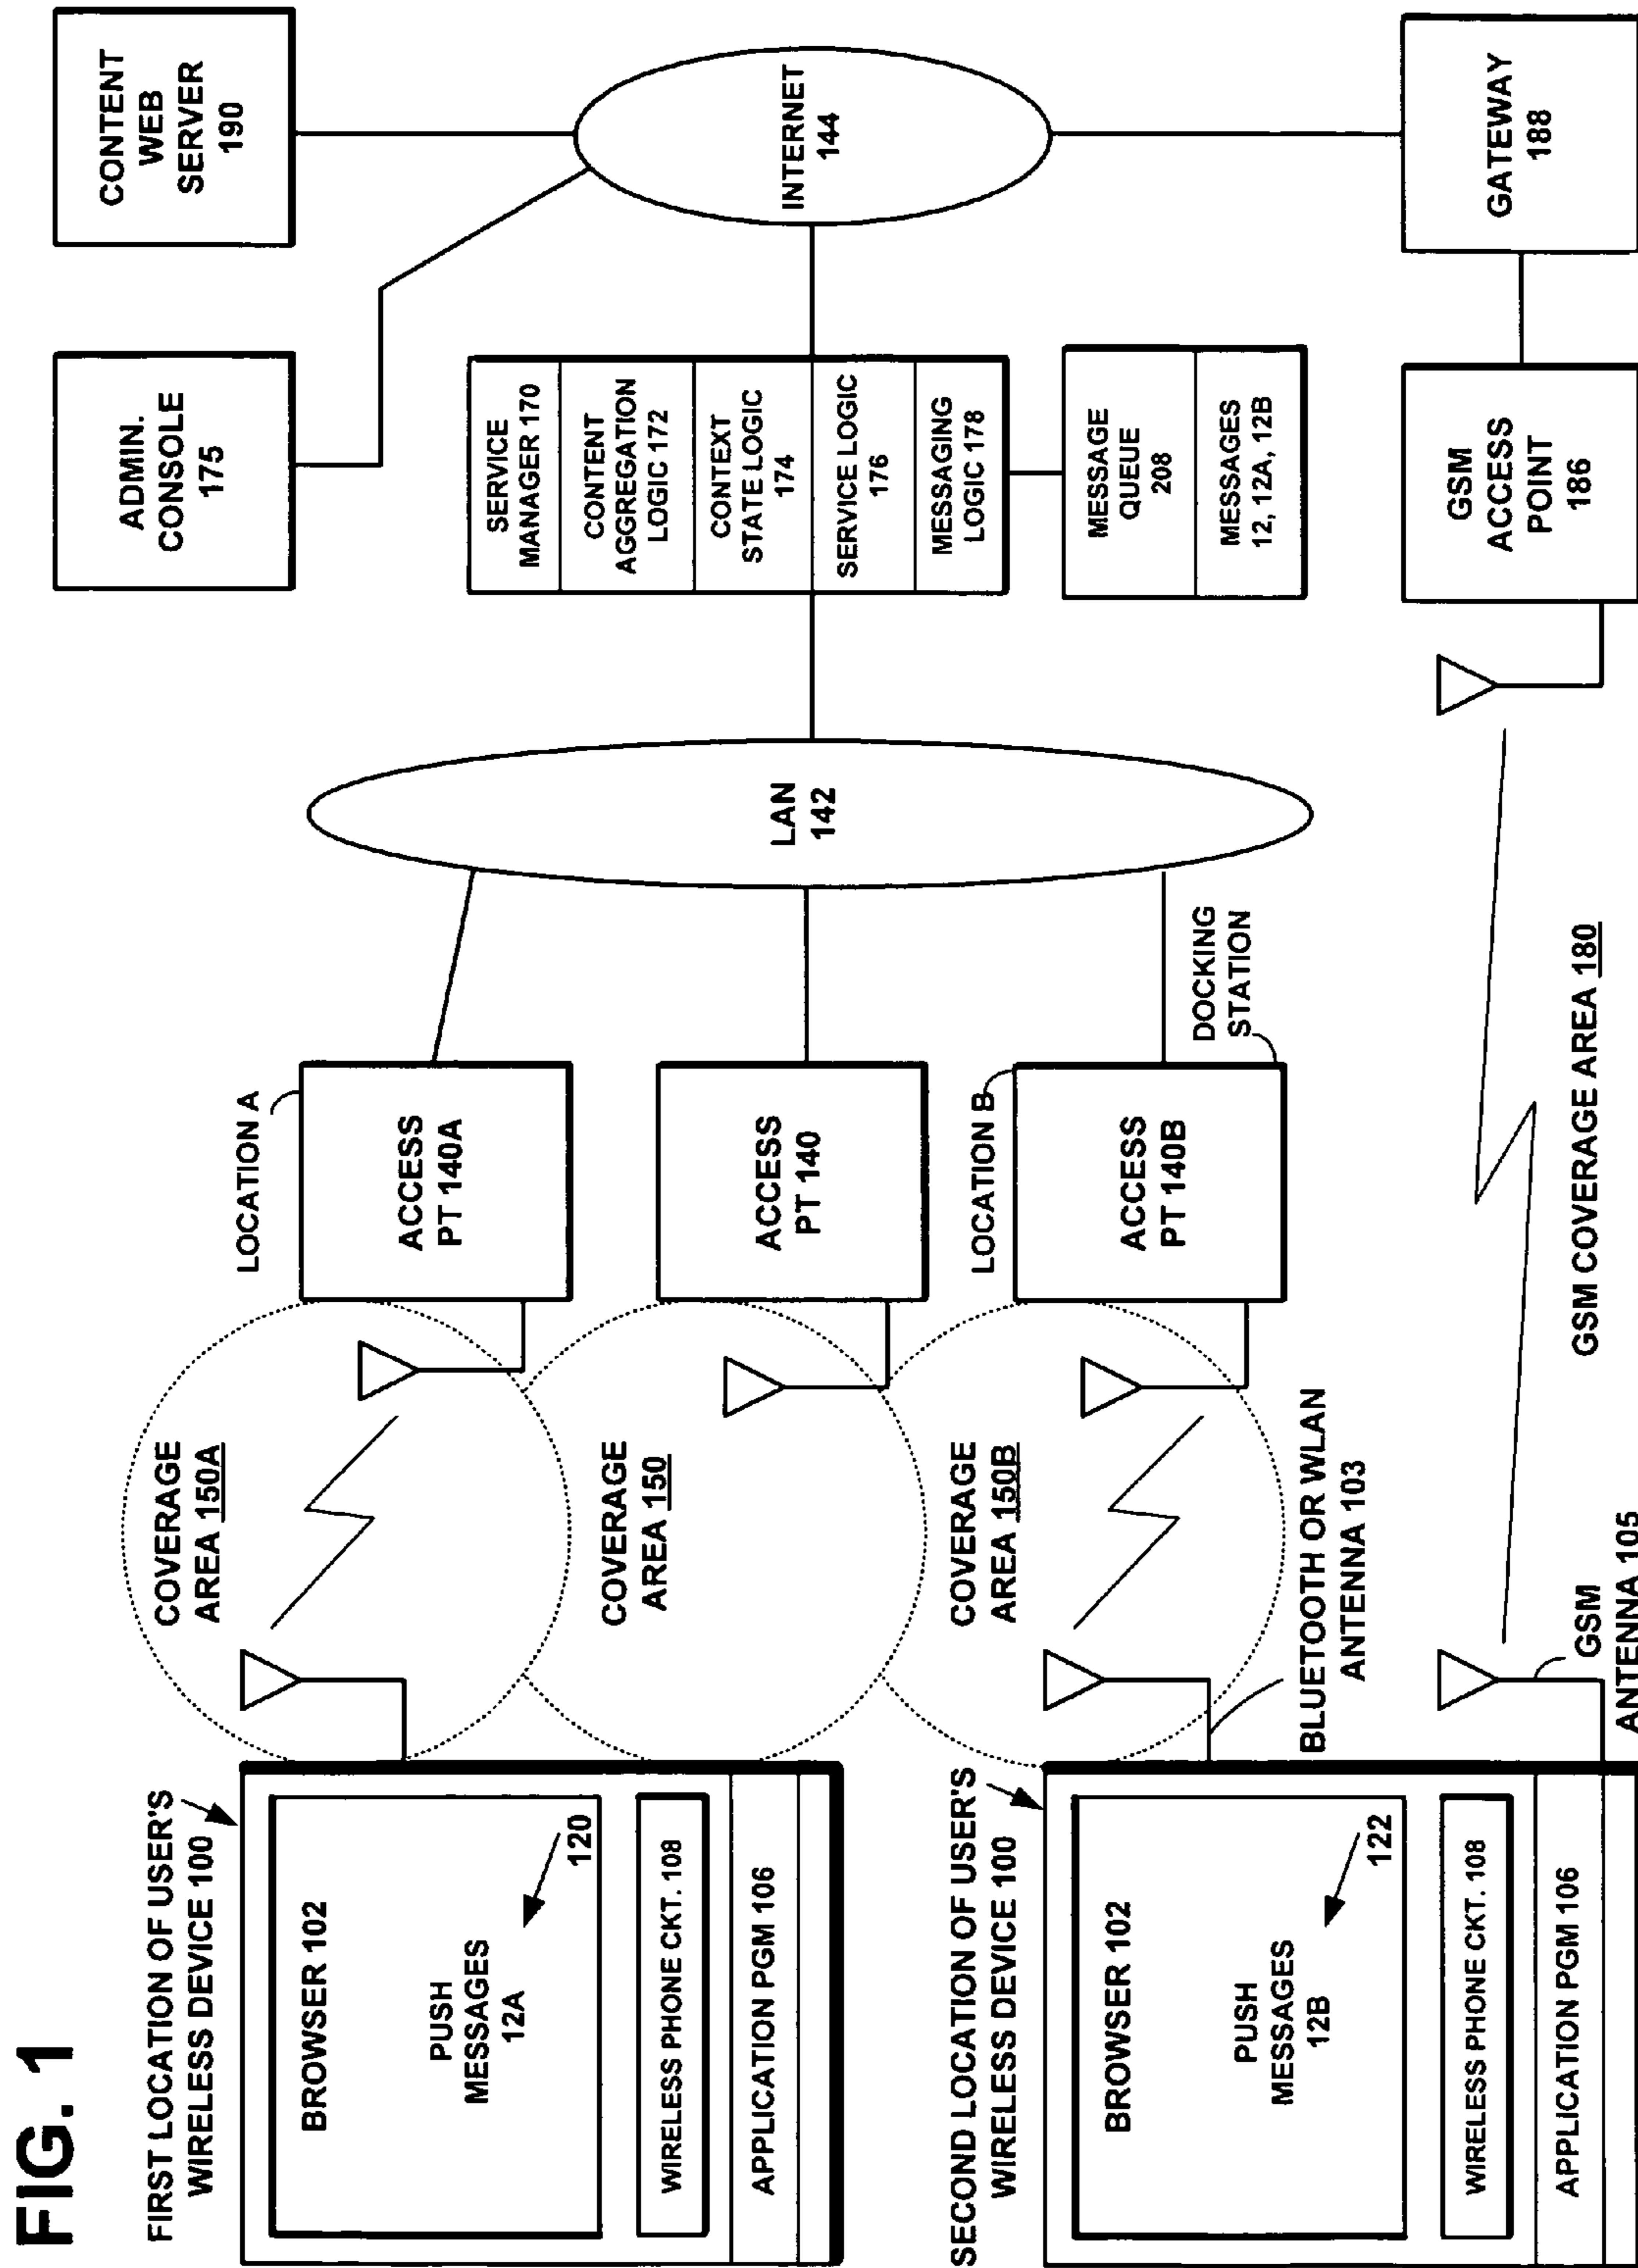 FIG. 1
FIRST LOCATION OF USER'S
WIRELESS DEVICE 100
BROWSER 102
PUSH
MESSAGES
12A
120
WIRELESS PHONE CKT. 108
APPLICATION PGM 106
SECOND LOCATION OF USER'S
WIRELESS DEVICE 100
BROWSER 102
PUSH
MESSAGES
12B
122
WIRELESS PHONE CKT. 108
APPLICATION PGM 106
COVERAGE
AREA 150A
COVERAGE
AREA 150
COVERAGE
AREA 150B
BLUETOOTH OR WLAN
ANTENNA 103
GSM
ANTENNA 105
LOCATION A
ACCESS
PT 140A
ACCESS
PT 140
LOCATION B
ACCESS
PT 140B
DOCKING
STATION
GSM COVERAGE AREA 180
LAN
142
ADMIN.
CONSOLE
175
SERVICE
MANAGER 170
CONTENT
AGGREGATION
LOGIC 172
CONTEXT
STATE LOGIC
174
SERVICE LOGIC
176
MESSAGING
LOGIC 178
MESSAGE
QUEUE
208
MESSAGES
12, 12A, 12B
GSM
ACCESS
POINT
186
CONTENT
WEB
SERVER
190
INTERNET
144
GATEWAY
188